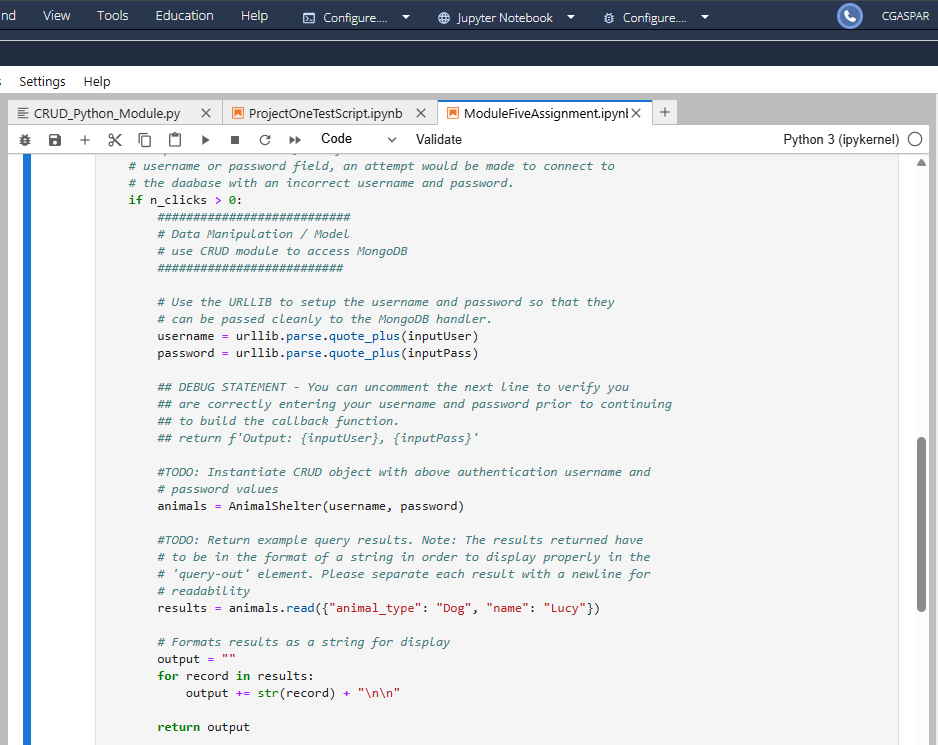 nd View Tools Education Help Configure.... Jupyter Notebook Configure.... CGASPAR
Settings Help
CRUD_Python_Module.py ProjectOneTestScript.ipynb ModuleFiveAssignment.ipynb
Code Validate Python 3 (ipykernel)
# username or password field, an attempt would be made to connect to
# the dabase with an incorrect username and password.
if n_clicks > 0:
###########################
# Data Manipulation / Model
# use CRUD module to access MongoDB
##########################
# Use the URLLIB to setup the username and password so that they
# can be passed cleanly to the MongoDB handler.
username = urllib.parse.quote_plus(inputUser)
password = urllib.parse.quote_plus(inputPass)
## DEBUG STATEMENT - You can uncomment the next line to verify you
## are correctly entering your username and password prior to continuing
## to build the callback function.
## return f'Output: {inputUser}, {inputPass}'
#TODO: Instantiate CRUD object with above authentication username and
# password values
animals = AnimalShelter(username, password)
#TODO: Return example query results. Note: The results returned have
# to be in the format of a string in order to display properly in the
# 'query-out' element. Please separate each result with a newline for
# readability
results = animals.read({"animal_type": "Dog", "name": "Lucy"})
# Formats results as a string for display
output = ""
for record in results:
output += str(record) + "\n\n"
return output